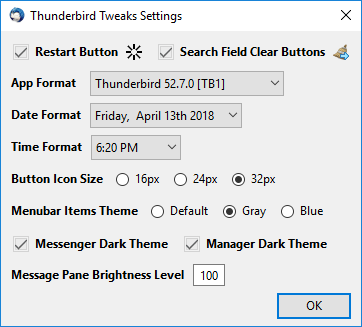 Thunderbird Tweaks Settings
Restart Button Search Field Clear Buttons
App Format Thunderbird 52.7.0 [TB1]
Date Format Friday, April 13th 2018
Time Format 6:20 PM
Button Icon Size 16px 24px 32px
Menubar Items Theme Default Gray Blue
Messenger Dark Theme Manager Dark Theme
Message Pane Brightness Level 100
OK